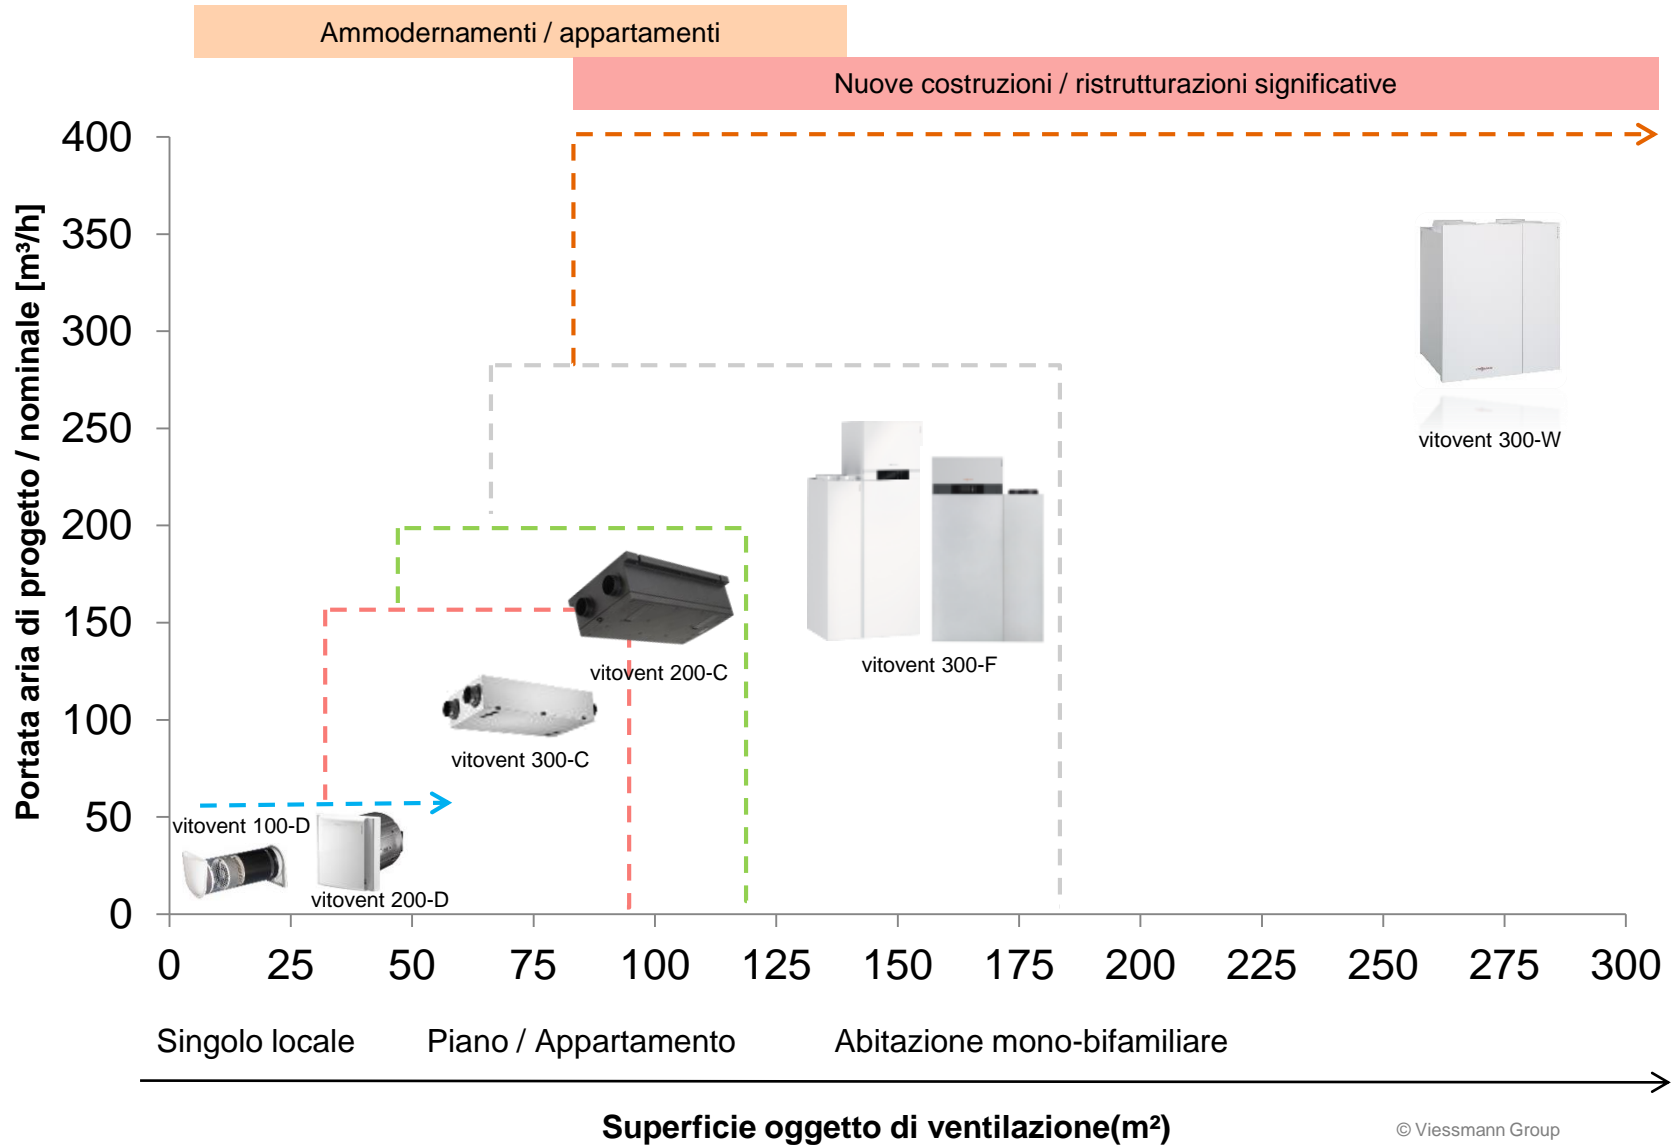 Ammodernamenti / appartamenti
Nuove costruzioni / ristrutturazioni significative
Portata aria di progetto / nominale [m³/h]
400
350
300
250
200
150
100
50
0
vitovent 300-W
vitovent 300-F
vitovent 200-C
vitovent 300-C
vitovent 100-D
vitovent 200-D
0 25 50 75 100 125 150 175 200 225 250 275 300
Singolo locale Piano / Appartamento Abitazione mono-bifamiliare
Superficie oggetto di ventilazione(m²)
© Viessmann Group